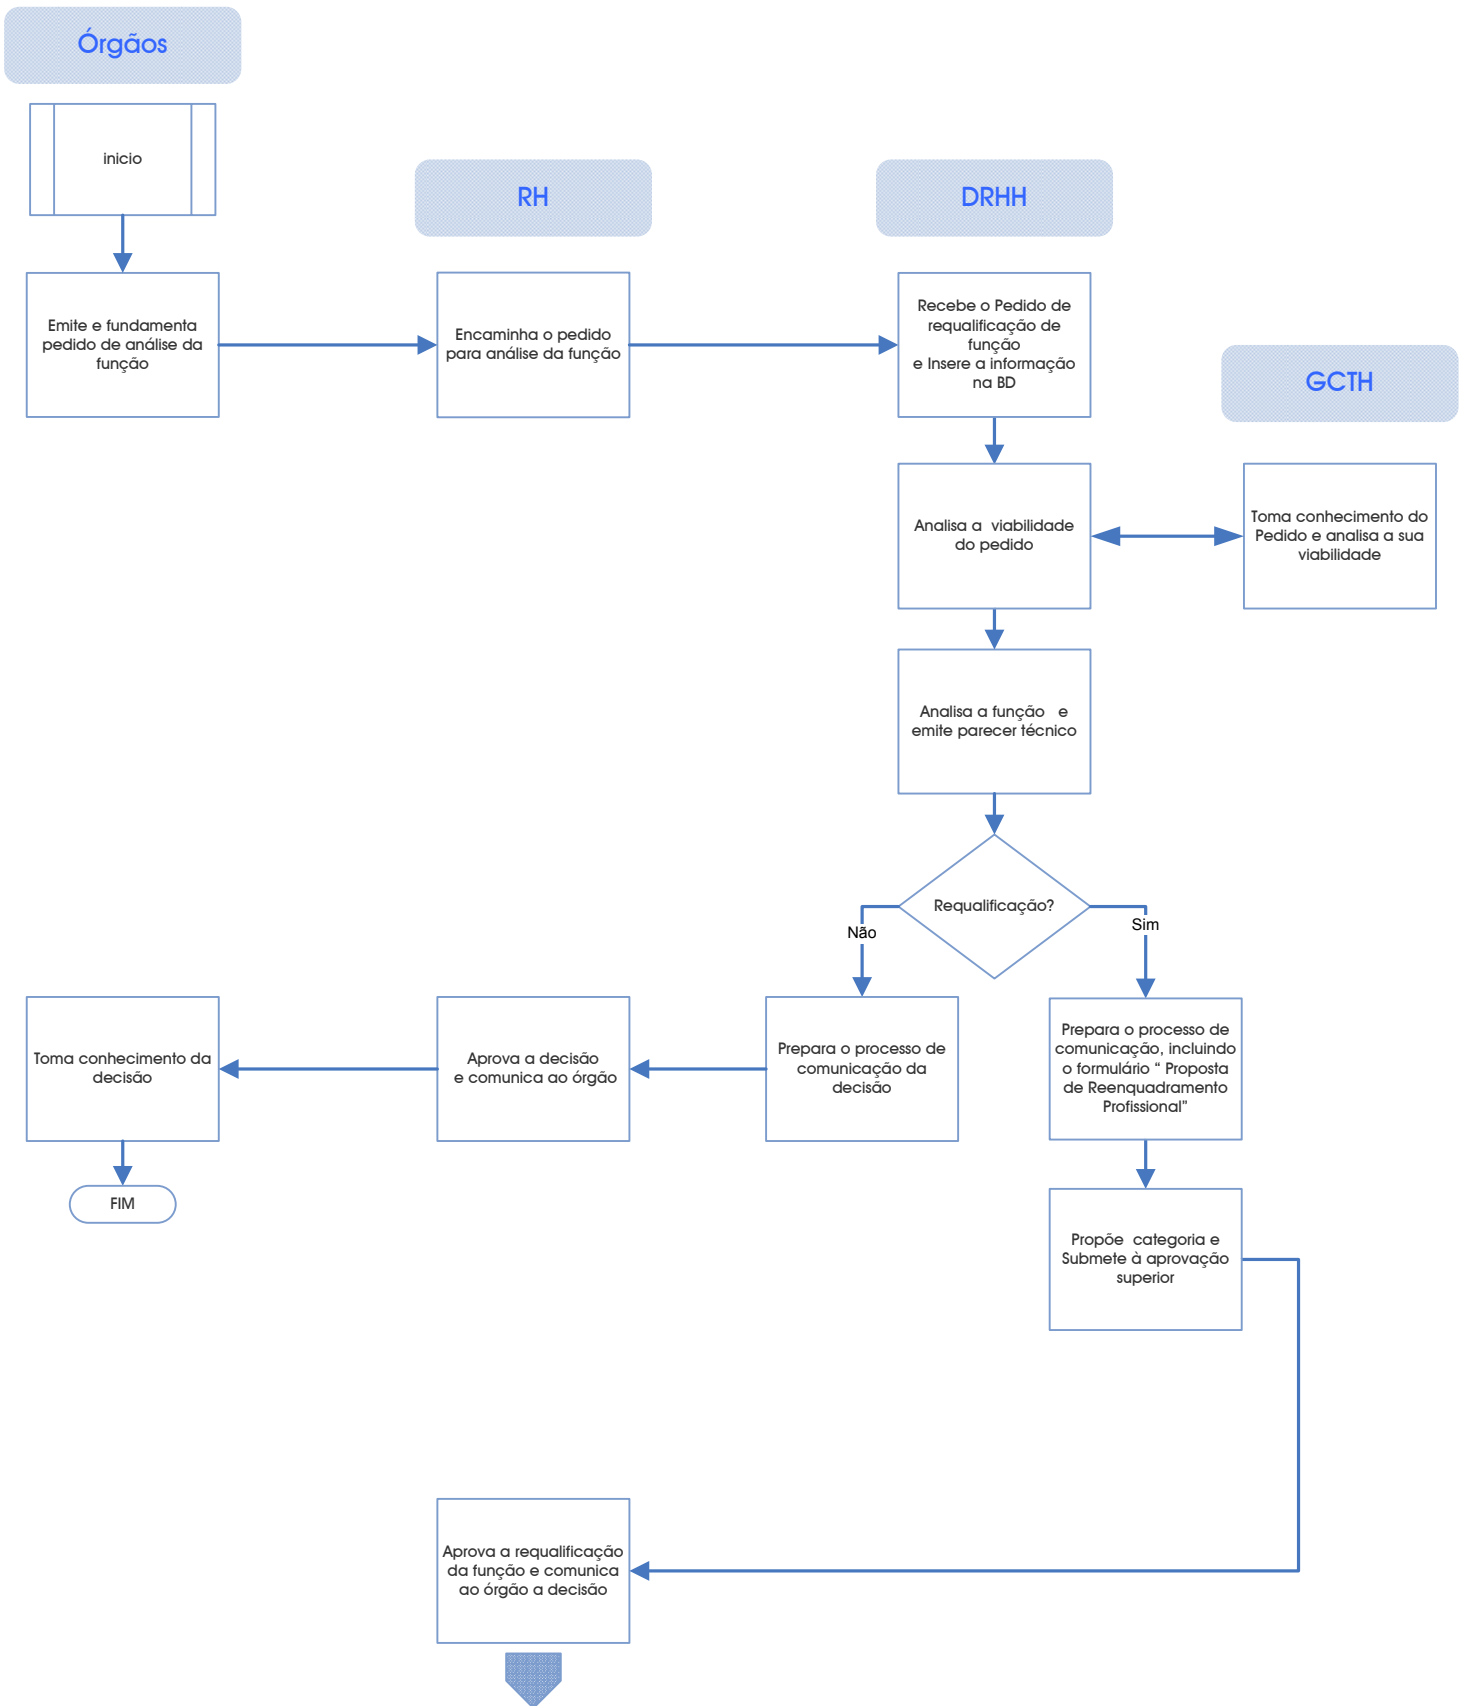 Órgãos
inicio
RH
DRHH
Emite e fundamenta
pedido de análise da
função
Encaminha o pedido
para análise da função
Recebe o Pedido de
requalificação de
função
e Insere a informação
na BD
GCTH
Analisa a  viabilidade
do pedido
Toma conhecimento do
Pedido e analisa a sua
viabilidade
Analisa a função   e
emite parecer técnico
Requalificação?
Não
Sim
Toma conhecimento da
decisão
Aprova a decisão
e comunica ao órgão
Prepara o processo de
comunicação da
decisão
Prepara o processo de
comunicação, incluindo
o formulário “ Proposta
de Reenquadramento
Profissional”
FIM
Propõe  categoria e
Submete à aprovação
superior
Aprova a requalificação
da função e comunica
ao órgão a decisão